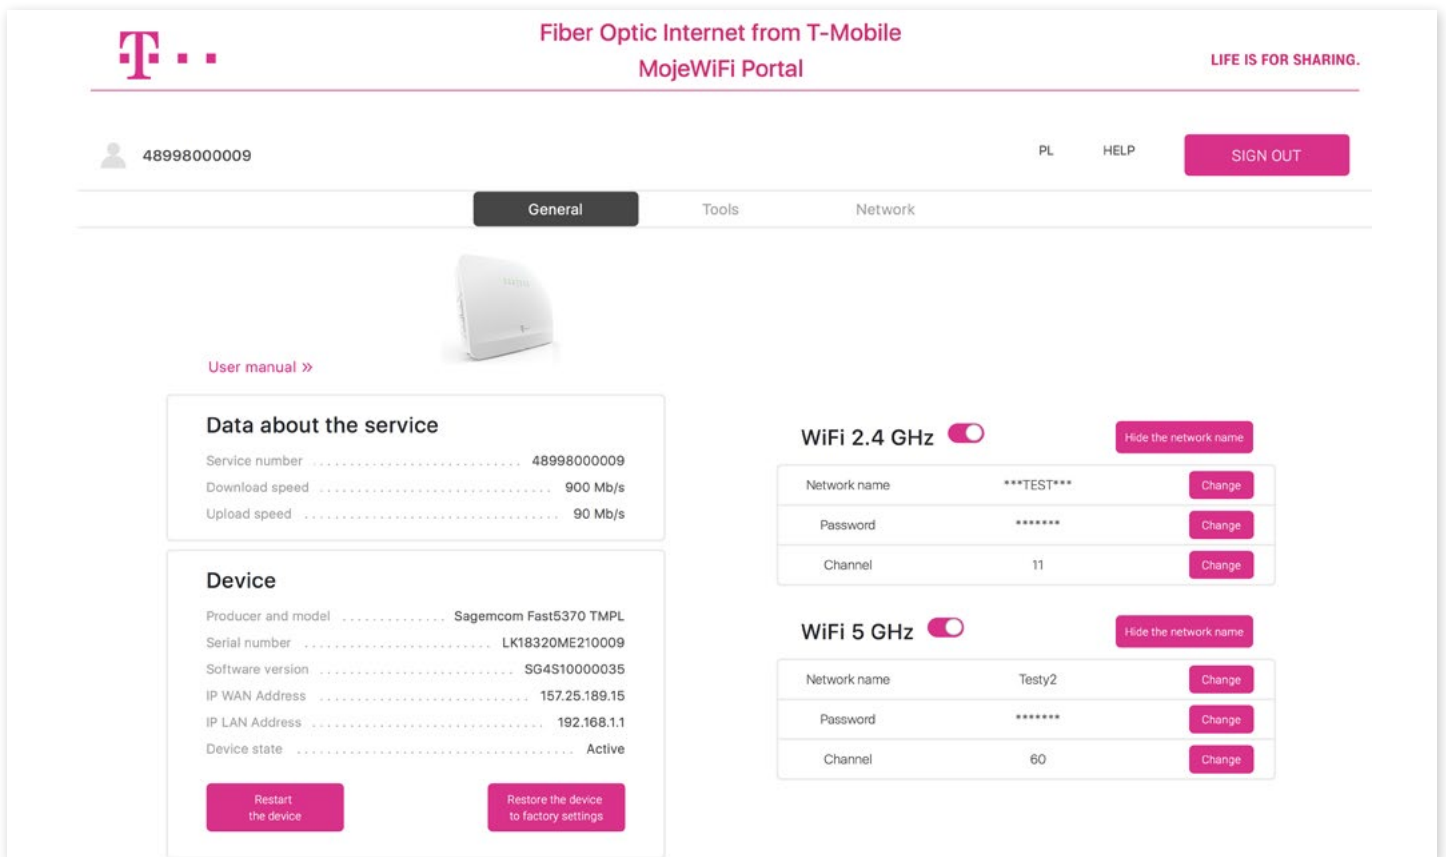 Fiber Optic Internet from T-Mobile
MojeWiFi Portal
LIFE IS FOR SHARING.
48998000009
PL
HELP
SIGN OUT
General
Tools
Network
User manual »
Data about the service
Service number 48998000009
Download speed 900 Mb/s
Upload speed 90 Mb/s
Device
Producer and model Sagemcom Fast5370 TMPL
Serial number LK18320ME210009
Software version SG4S10000035
IP WAN Address 157.25.189.15
IP LAN Address 192.168.1.1
Device state Active
Restart
the device
Restore the device
to factory settings
WiFi 2.4 GHz
Hide the network name
Network name ***TEST*** Change
Password ******* Change
Channel 11 Change
WiFi 5 GHz
Hide the network name
Network name Testy2 Change
Password ******* Change
Channel 60 Change